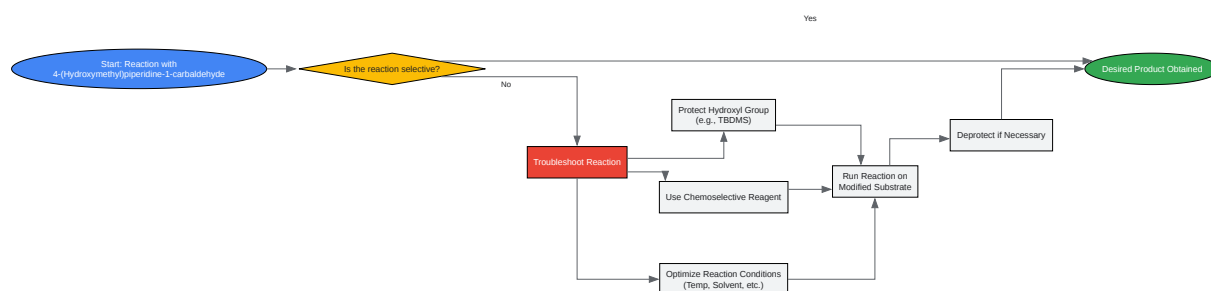 Yes
Start: Reaction with
4-(Hydroxymethyl)piperidine-1-carbaldehyde
Is the reaction selective?
Desired Product Obtained
No
Protect Hydroxyl Group
(e.g., TBDMS)
Deprotect if Necessary
Troubleshoot Reaction
Run Reaction on
Modified Substrate
Use Chemoselective Reagent
Optimize Reaction Conditions
(Temp, Solvent, etc.)